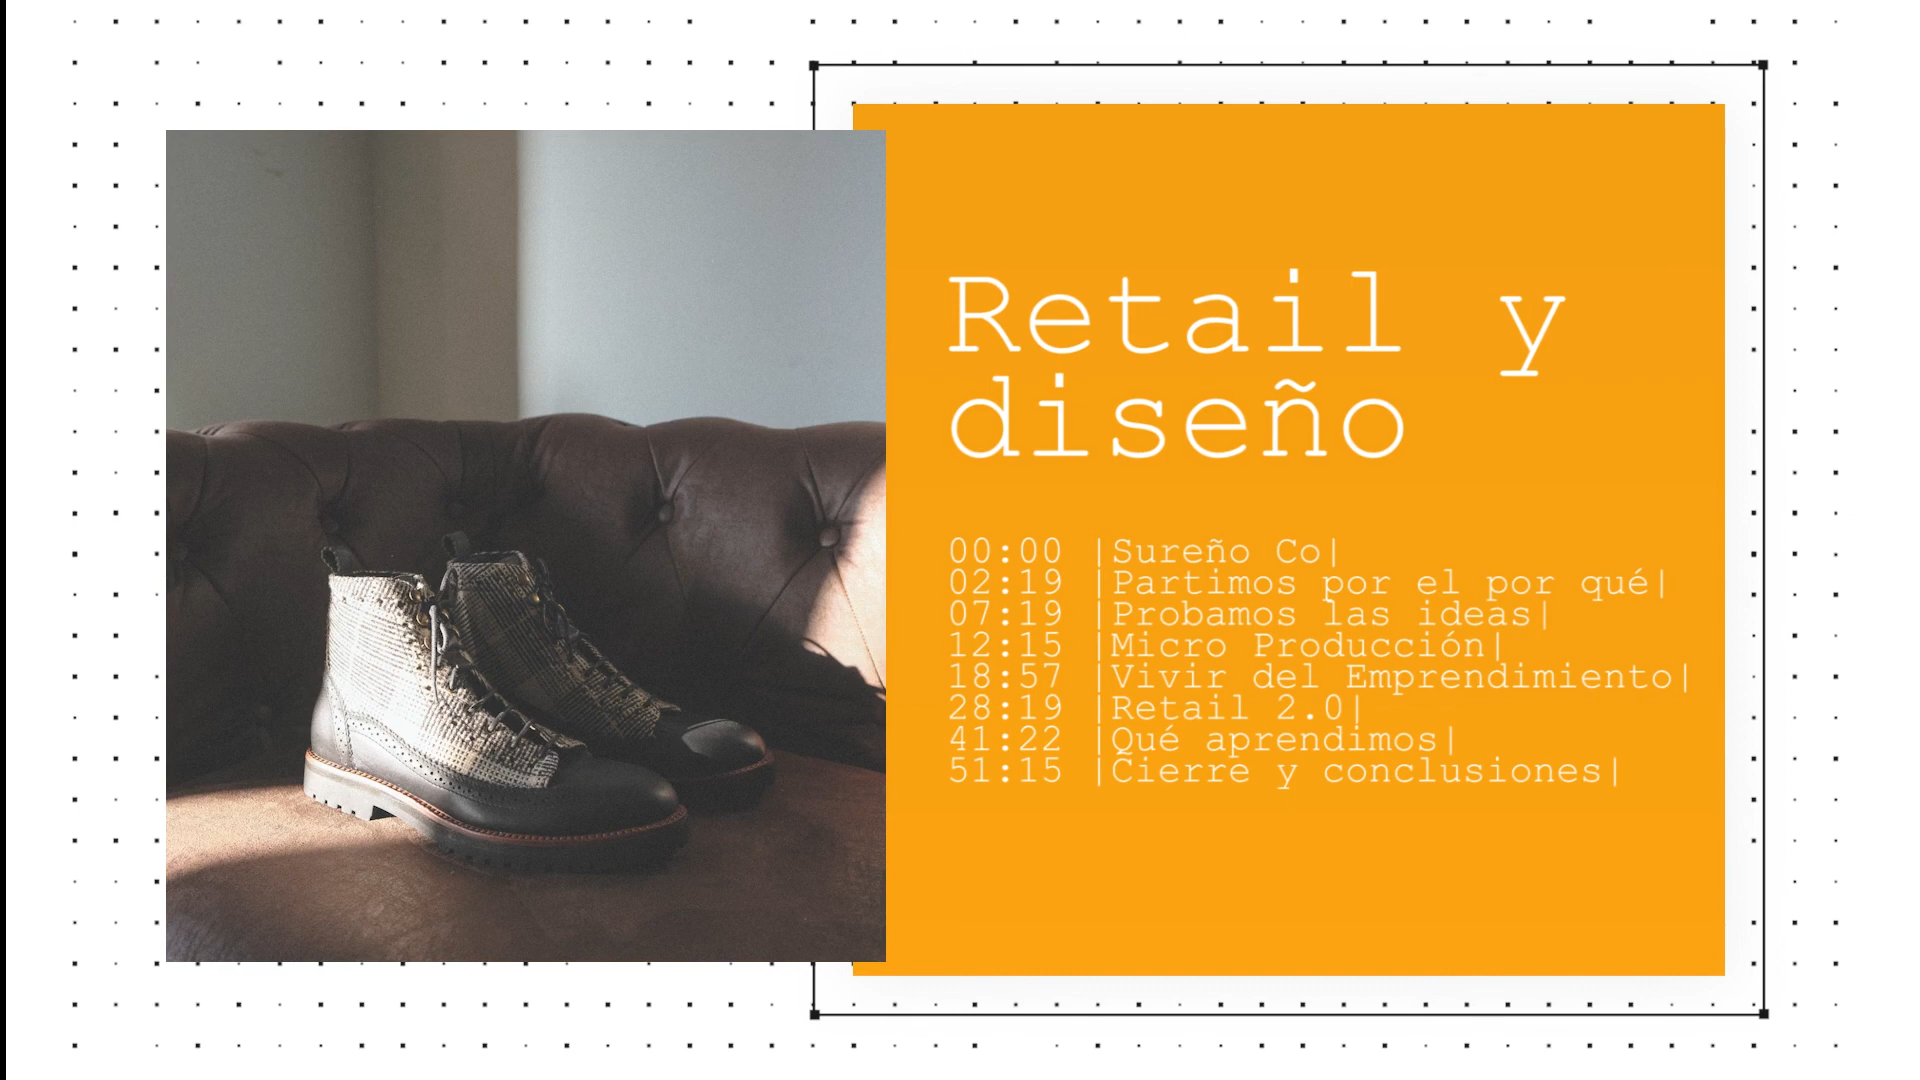 Retail y
diseño
00:00 |Sureño Co|
02:19 |Partimos por el por qué|
07:19 |Probamos las ideas|
12:15 |Micro Producción|
18:57 |Vivir del Emprendimiento|
28:19 |Retail 2.0|
41:22 |Qué aprendimos|
51:15 |Cierre y conclusiones|